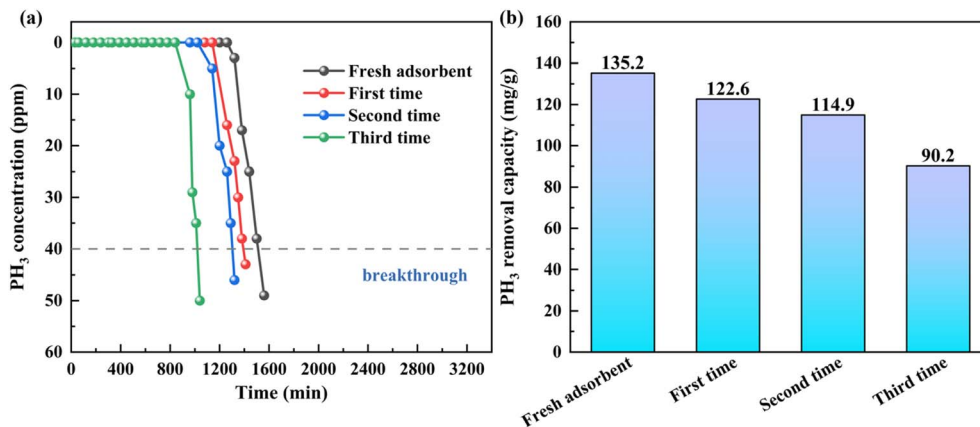 (a)
0
10
20
30
40
50
60
PH3 concentration (ppm)
Fresh adsorbent
First time
Second time
Third time
breakthrough
0 400 800 1200 1600 2000 2400 2800 3200
Time (min)
(b)
160
140
120
100
80
60
40
20
0
PH3 removal capacity (mg/g)
135.2
122.6
114.9
90.2
Fresh adsorbent
First time
Second time
Third time